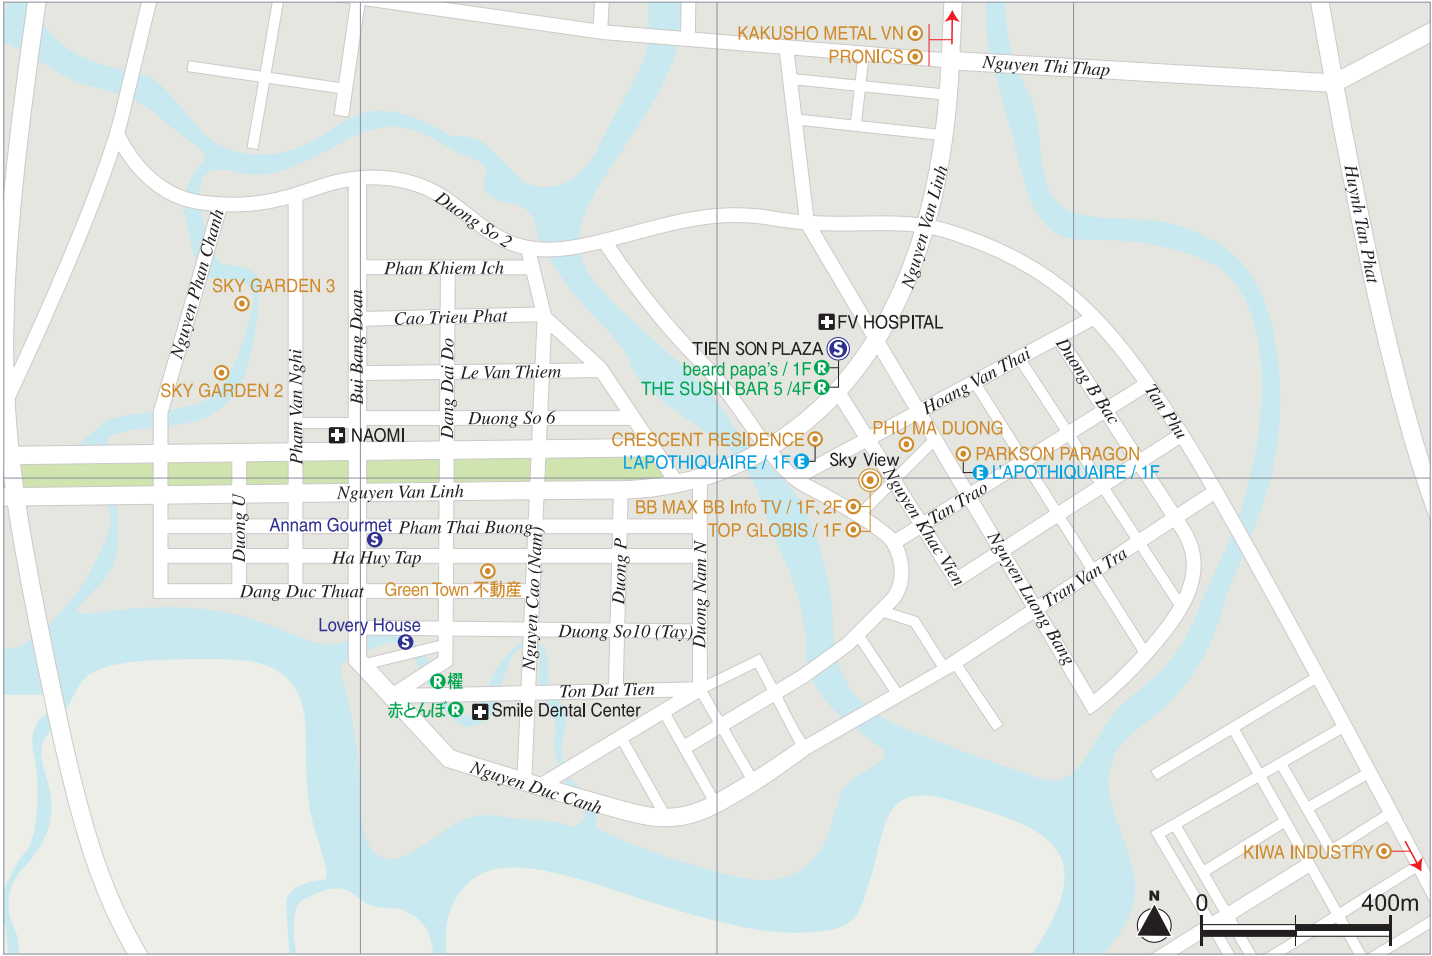 KAKUSHO METAL VN
PRONICS
Nguyen Thi Thap
Huynh Tan Phat
Nguyen Van Linh
Duong So 2
Nguyen Phan Chanh
Phan Khiem Ich
SKY GARDEN 3
Cao Trieu Phat
Bui Bang Doan
FV HOSPITAL
TIEN SON PLAZA S
beard papa's / 1F R
THE SUSHI BAR 5 /4F R
Le Van Thiem
Dang Dai Do
SKY GARDEN 2
Pham Van Nghi
Hoang Van Thai
Duong B Bac
Tan Phu
Duong So 6
NAOMI
CRESCENT RESIDENCE
L'APOTHIQUAIRE / 1F E
PHU MA DUONG
PARKSON PARAGON
E L'APOTHIQUAIRE / 1F
Sky View
Nguyen Van Linh
BB MAX BB Info TV / 1F、2F
TOP GLOBIS / 1F
Nguyen Khac Vien
Tan Trao
Duong U
Annam Gourmet
S
Pham Thai Buong
Ha Huy Tap
Dang Duc Thuat
Green Town 不動産
Nguyen Cao (Nam)
Duong P
Duong Nam N
Nguyen Luong Bang
Tran Van Tra
Lovery House
S
Duong So10 (Tay)
R 櫂
赤とんぼ R
Ton Dat Tien
Smile Dental Center
Nguyen Duc Canh
KIWA INDUSTRY
N
0
400m